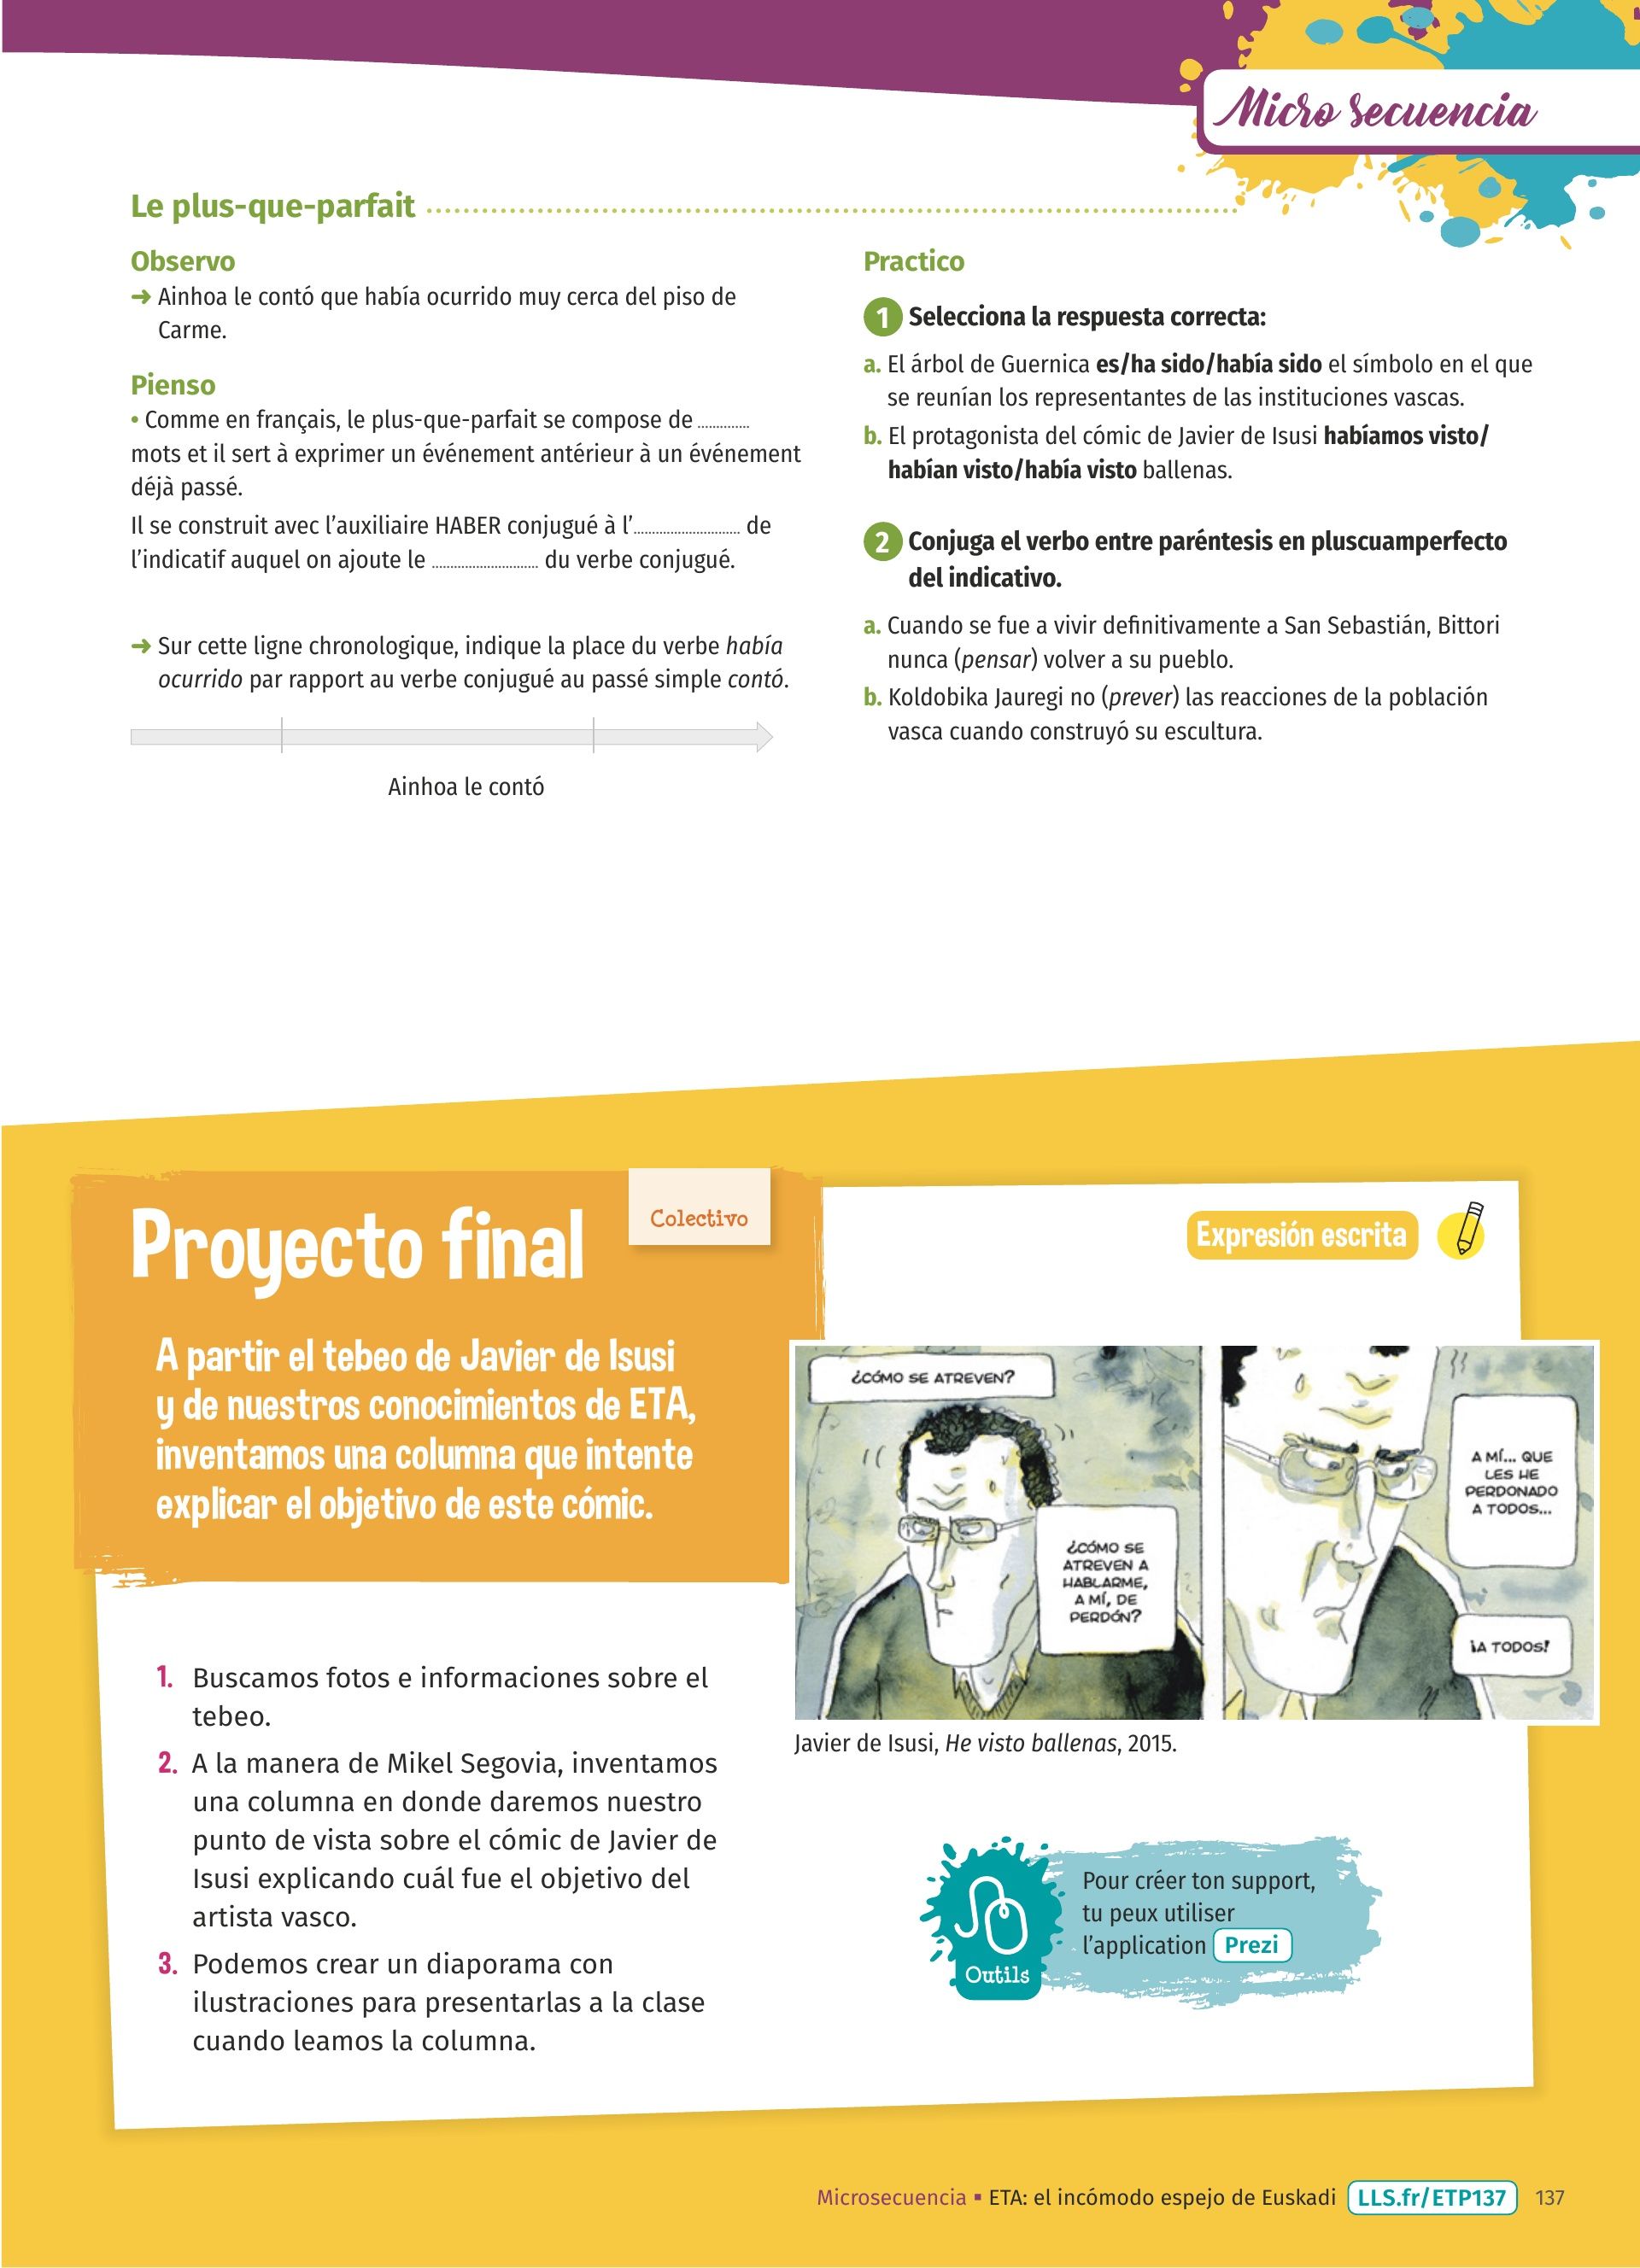 Micro secuencia
Le plus-que-parfait
Observo
➜ Ainhoa le contó que había ocurrido muy cerca del piso de
Carme.
Pienso
• Comme en français, le plus-que-parfait se compose de ..............
mots et il sert à exprimer un événement antérieur à un événement
déjà passé.
Il se construit avec l'auxiliaire HABER conjugué à l'............................. de
l'indicatif auquel on ajoute le ............................. du verbe conjugué.
➜ Sur cette ligne chronologique, indique la place du verbe había
ocurrido par rapport au verbe conjugué au passé simple contó.
Ainhoa le contó
Practico
1 Selecciona la respuesta correcta:
a. El árbol de Guernica es/ha sido/había sido el símbolo en el que
se reunían los representantes de las instituciones vascas.
b. El protagonista del cómic de Javier de Isusi habíamos visto/
habían visto/había visto ballenas.
2 Conjuga el verbo entre paréntesis en pluscuamperfecto
del indicativo.
a. Cuando se fue a vivir definitivamente a San Sebastián, Bittori
nunca (pensar) volver a su pueblo.
b. Koldobika Jauregi no (prever) las reacciones de la población
vasca cuando construyó su escultura.
Proyecto final
Colectivo
A partir el tebeo de Javier de Isusi
y de nuestros conocimientos de ETA,
inventamos una columna que intente
explicar el objetivo de este cómic.
1. Buscamos fotos e informaciones sobre el
tebeo.
2. A la manera de Mikel Segovia, inventamos
una columna en donde daremos nuestro
punto de vista sobre el cómic de Javier de
Isusi explicando cuál fue el objetivo del
artista vasco.
3. Podemos crear un diaporama con
ilustraciones para presentarlas a la clase
cuando leamos la columna.
Expresión escrita
¿CÓMO SE ATREVEN?
¿CÓMO SE
ATREVEN A
HABLARME,
A MÍ, DE
PERDÓN?
A MÍ... QUE
LES HE
PERDONADO
A TODOS...
¡A TODOS!
Javier de Isusi, He visto ballenas, 2015.
Outils
Pour créer ton support,
tu peux utiliser
l'application Prezi
Microsecuencia ▪ ETA: el incómodo espejo de Euskadi LLS.fr/ETP137 137